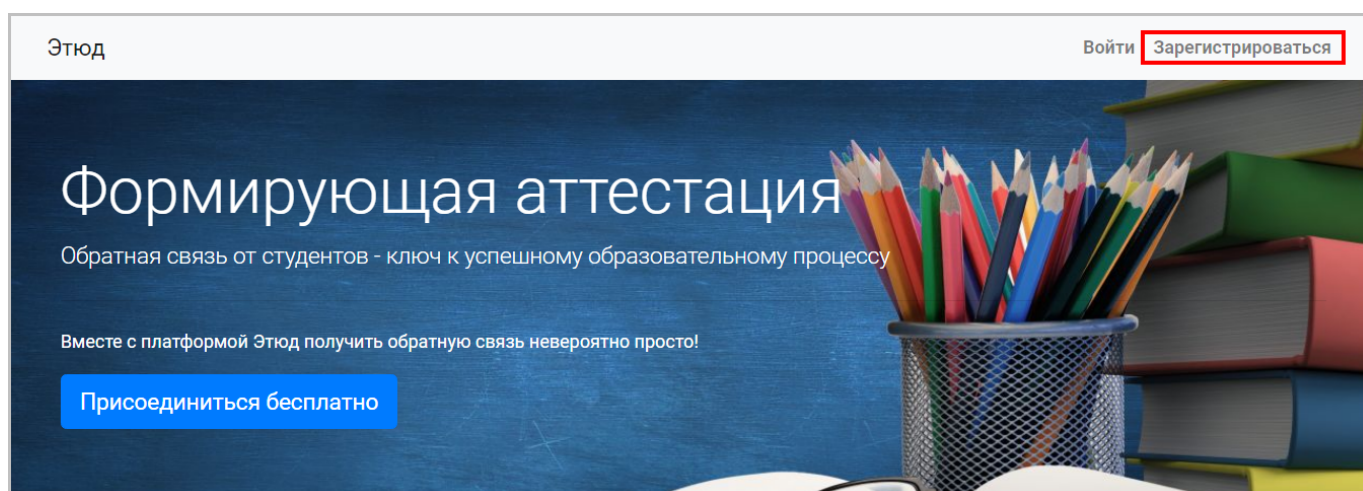 Этюд
Войти Зарегистрироваться
Формирующая аттестация
Обратная связь от студентов - ключ к успешному образовательному процессу
Вместе с платформой Этюд получить обратную связь невероятно просто!
Присоединиться бесплатно